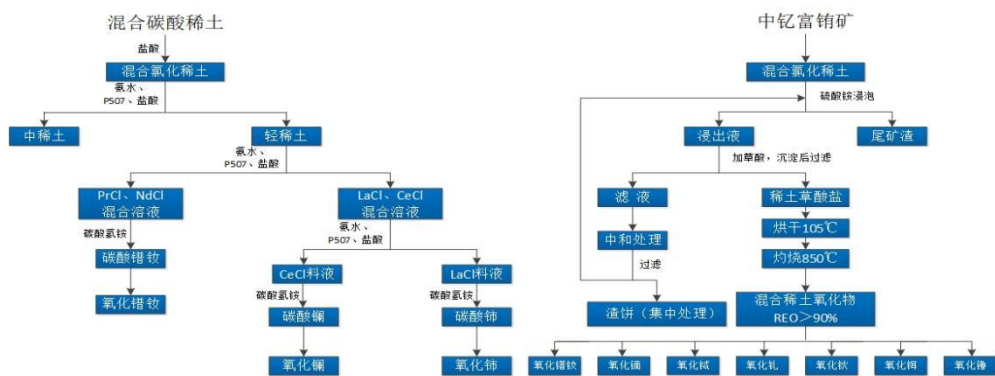 混合碳酸稀土
盐酸
混合氯化稀土
氨水、
P507、盐酸
中稀土
轻稀土
氨水、
P507、盐酸
PrCl、NdCl
混合溶液
LaCl、CeCl
混合溶液
碳酸氢铵
氨水、
P507、盐酸
碳酸镨钕
氧化镨钕
CeCl料液
LaCl料液
碳酸氢铵
碳酸氢铵
碳酸镧
碳酸铈
氧化镧
氧化铈
中钇富铕矿
混合氯化稀土
硫酸铵浸泡
浸出液
尾矿渣
加草酸，沉淀后过滤
滤 液
稀土草酸盐
中和处理
烘干105℃
过滤
灼烧850℃
渣饼（集中处理）
混合稀土氧化物
REO＞90%
氧化镨钕
氧化镝
氧化铽
氧化钆
氧化钬
氧化铒
氧化镥